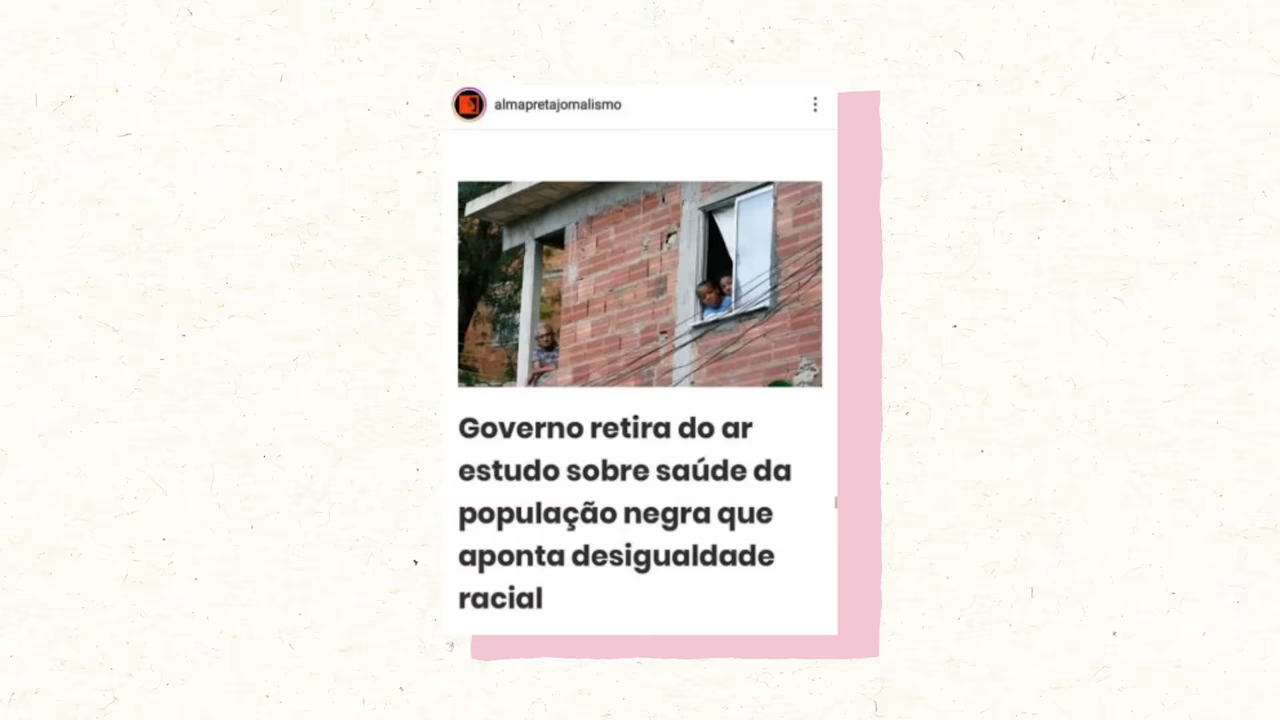 almapretajornalismo
Governo retira do ar
estudo sobre saúde da
população negra que
aponta desigualdade
racial